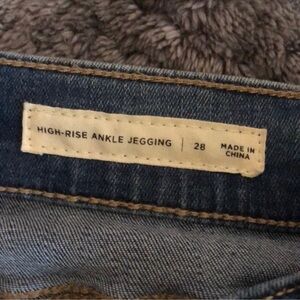 HIGH-RISE ANKLE JEGGING | 28 MADE IN
CHINA